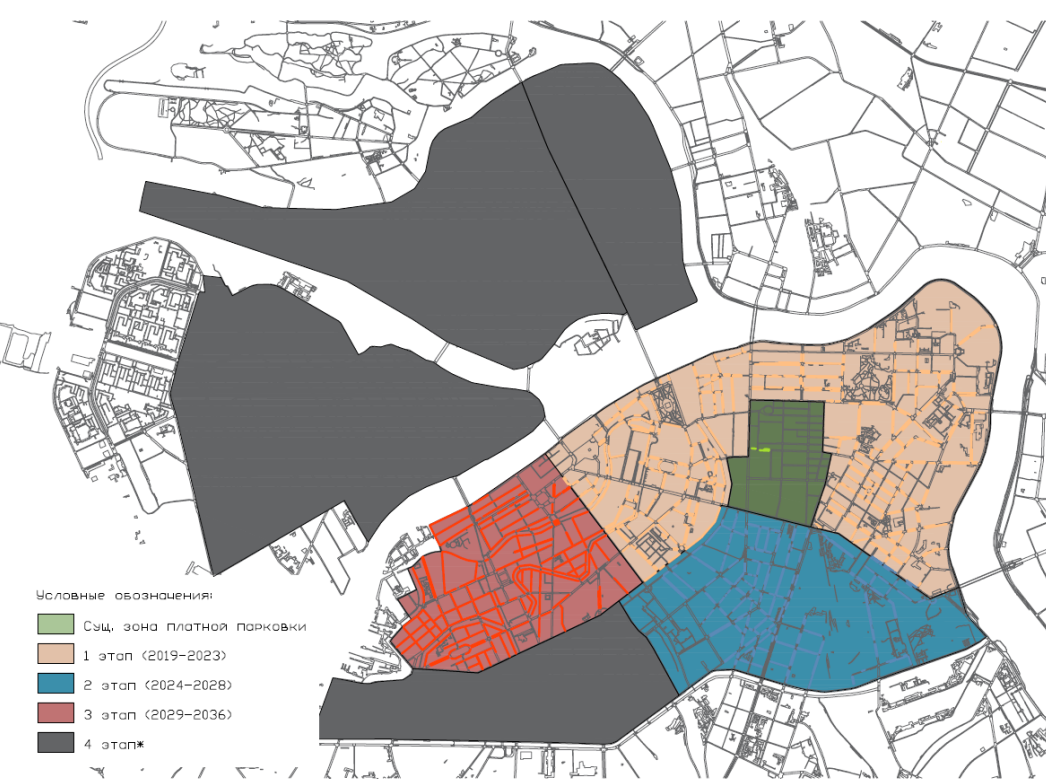 Условные обозначения:
Сущ. зона платной парковки
1 этап (2019-2023)
2 этап (2024-2028)
3 этап (2029-2036)
4 этап*